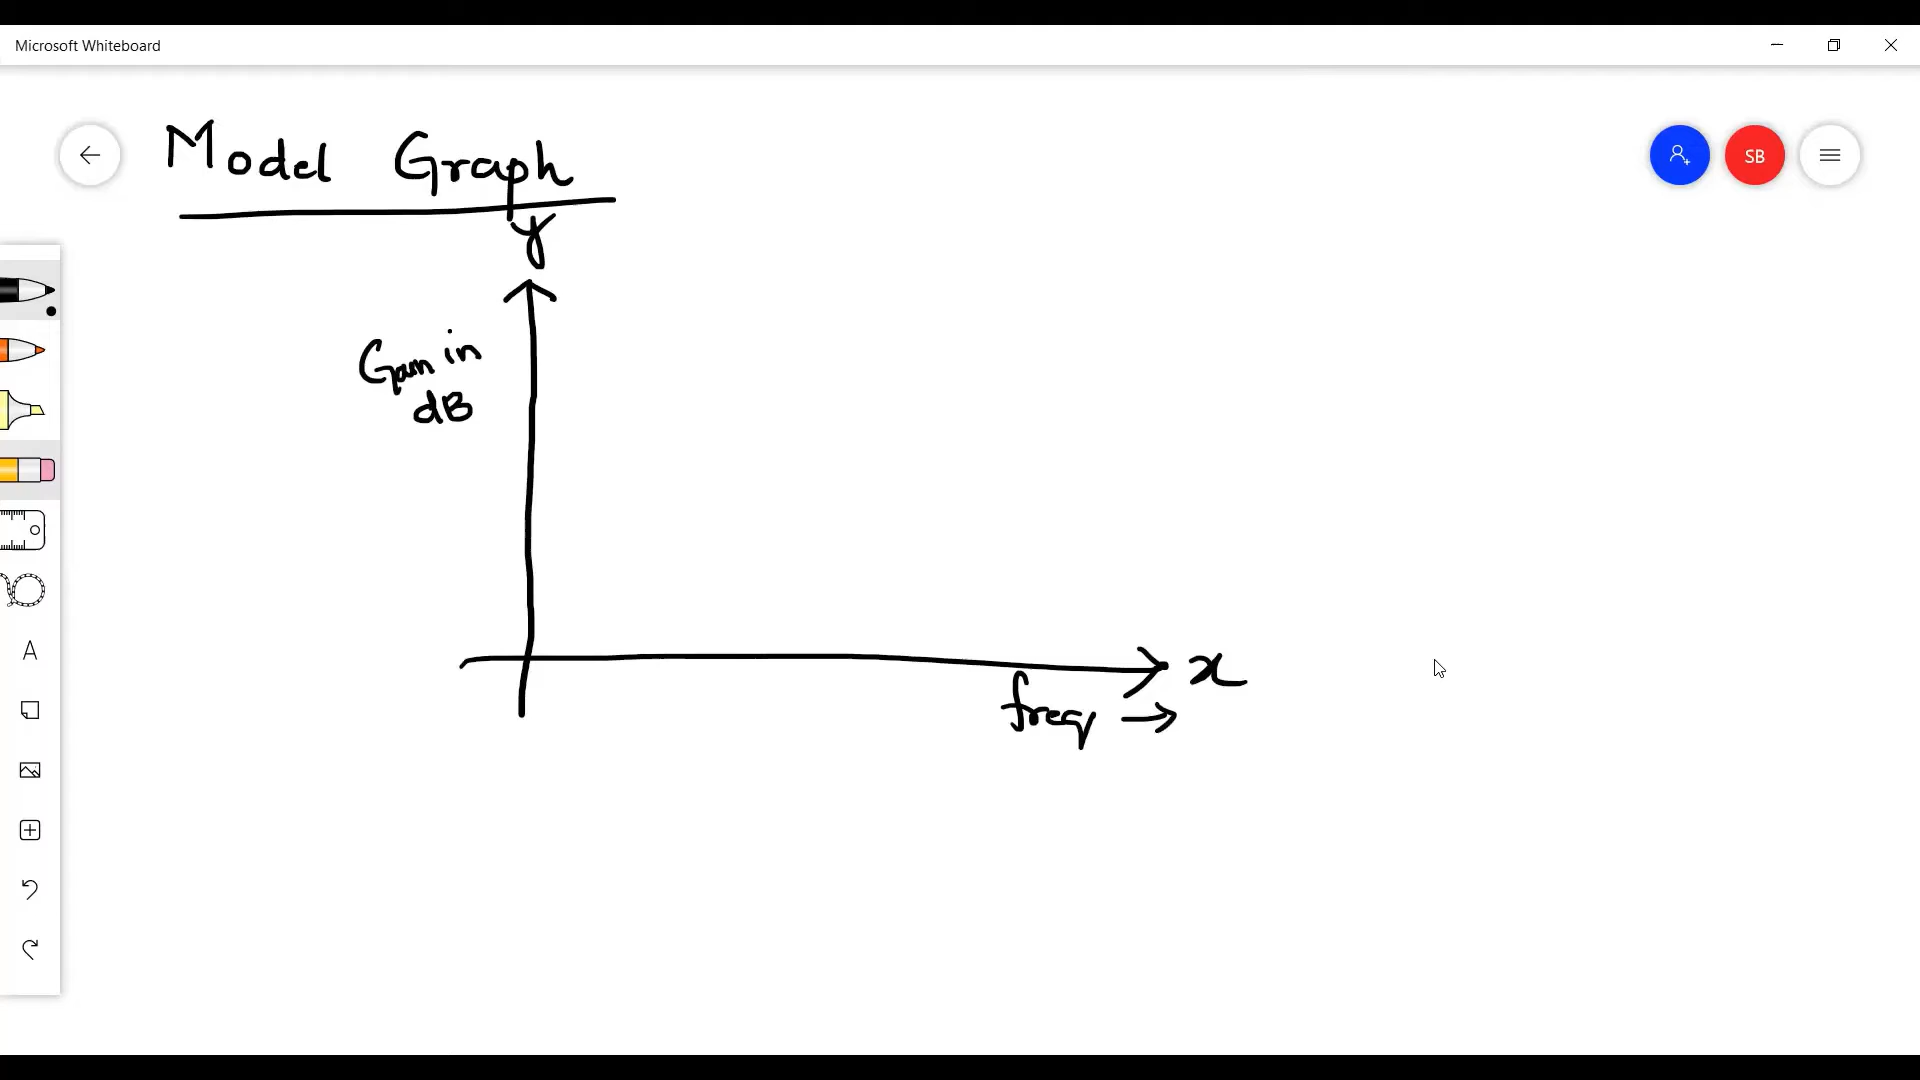 Microsoft Whiteboard
Model Graph
SB
y
Gain in
dB
x
freq →
A